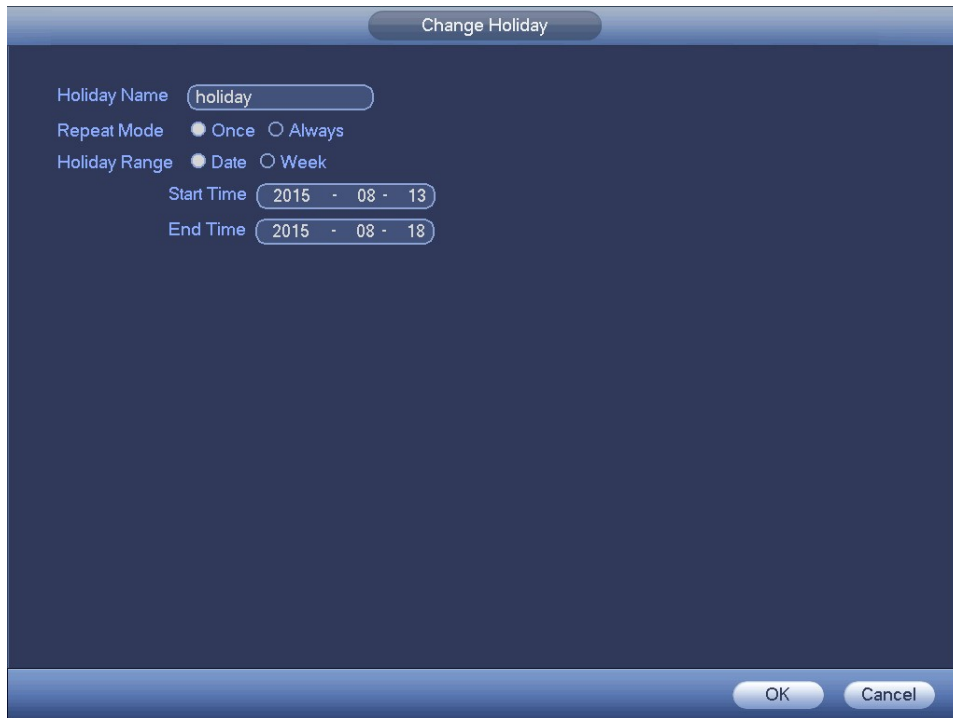 Change Holiday
Holiday Name holiday
Repeat Mode Once Always
Holiday Range Date Week
Start Time 2015 - 08 - 13
End Time 2015 - 08 - 18
OK Cancel